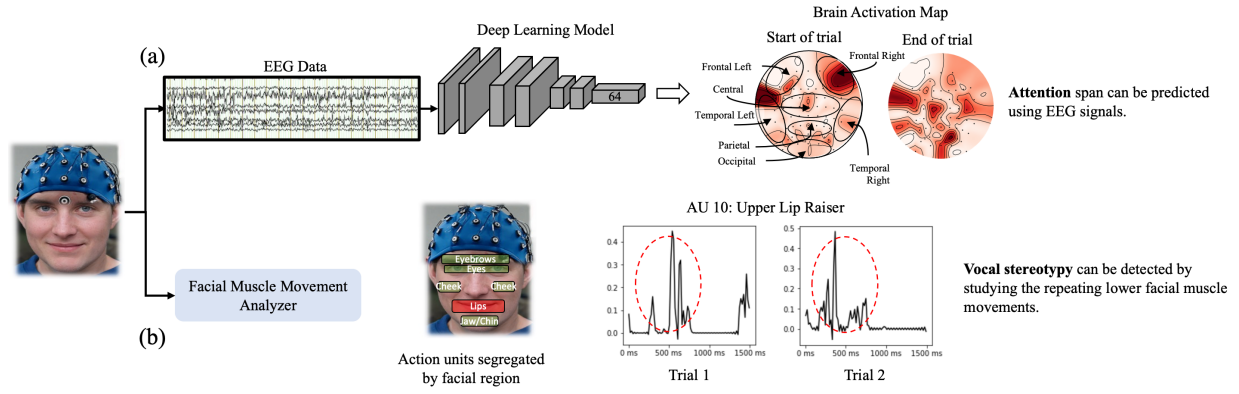 Brain Activation Map
Deep Learning Model
Start of trial
End of trial
(a)
EEG Data
64
Frontal Left
Frontal Right
Central
Temporal Left
Parietal
Occipital
Temporal
Right
Attention span can be predicted
using EEG signals.
Facial Muscle Movement
Analyzer
(b)
Eyebrows
Eyes
Cheek
Cheek
Lips
Jaw/Chin
Action units segregated
by facial region
AU 10: Upper Lip Raiser
0.4
0.3
0.2
0.1
0.0
0 ms
500 ms
1000 ms
1500 ms
Trial 1
0.5
0.4
0.3
0.2
0.1
0.0
0 ms
500 ms
1000 ms
1500 ms
Trial 2
Vocal stereotypy can be detected by
studying the repeating lower facial muscle
movements.